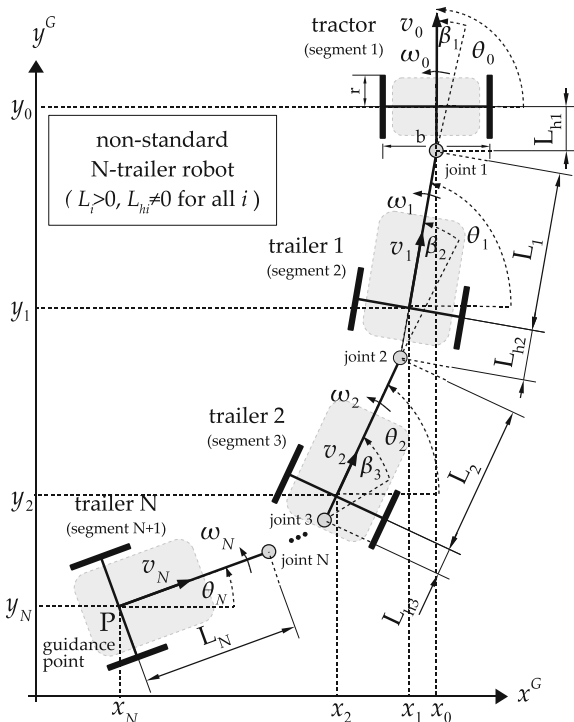 y^G
tractor
(segment 1)
v_0
β_1
θ_0
ω_0
y_0
r
b
L_h1
joint 1
non-standard
N-trailer robot
( L_i>0, L_hi≠0 for all i )
ω_1
θ_1
trailer 1
(segment 2)
v_1
β_2
L_1
y_1
L_h2
joint 2
ω_2
trailer 2
(segment 3)
θ_2
v_2
β_3
L_2
y_2
trailer N
(segment N+1)
joint 3
ω_N
joint N
v_N
θ_N
L_h3
y_N
P
guidance
point
L_N
x_N
x_2
x_1
x_0
x^G